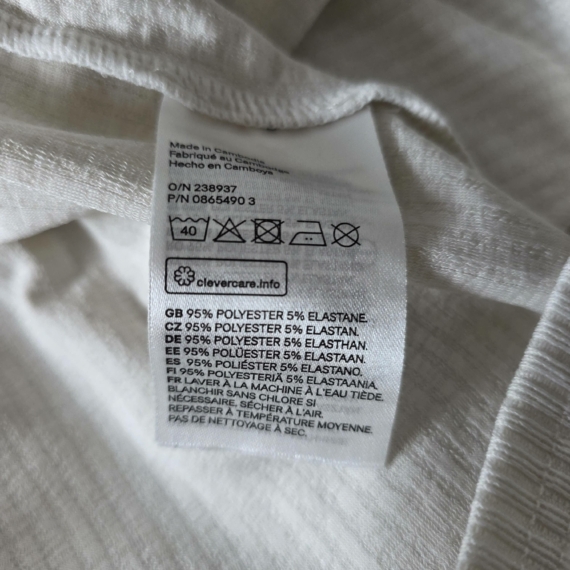 Made in Cambodia
Fabriqué au Cambodge
Hecho en Camboya
O/N 238937
P/N 0865490 3
40
clevercare.info
GB 95% POLYESTER 5% ELASTANE.
CZ 95% POLYESTER 5% ELASTAN.
DE 95% POLYESTER 5% ELASTHAN.
EE 95% POLÜESTER 5% ELASTAAN.
ES 95% POLIÉSTER 5% ELASTANO.
FI 95% POLYESTERIÄ 5% ELASTAANIA.
FR LAVER À LA MACHINE À L'EAU TIÈDE.
BLANCHIR SANS CHLORE SI
NÉCESSAIRE. SÉCHER À L'AIR.
REPASSER À TEMPÉRATURE MOYENNE.
PAS DE NETTOYAGE À SEC.